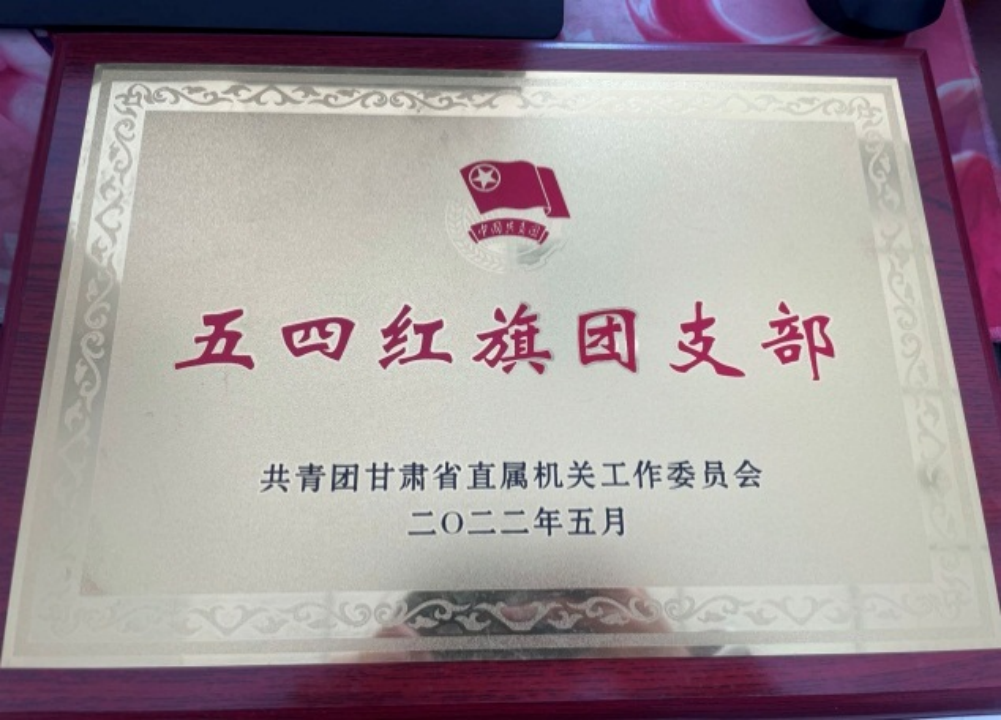 中国共青团
五四红旗团支部
共青团甘肃省直属机关工作委员会
二〇二二年五月